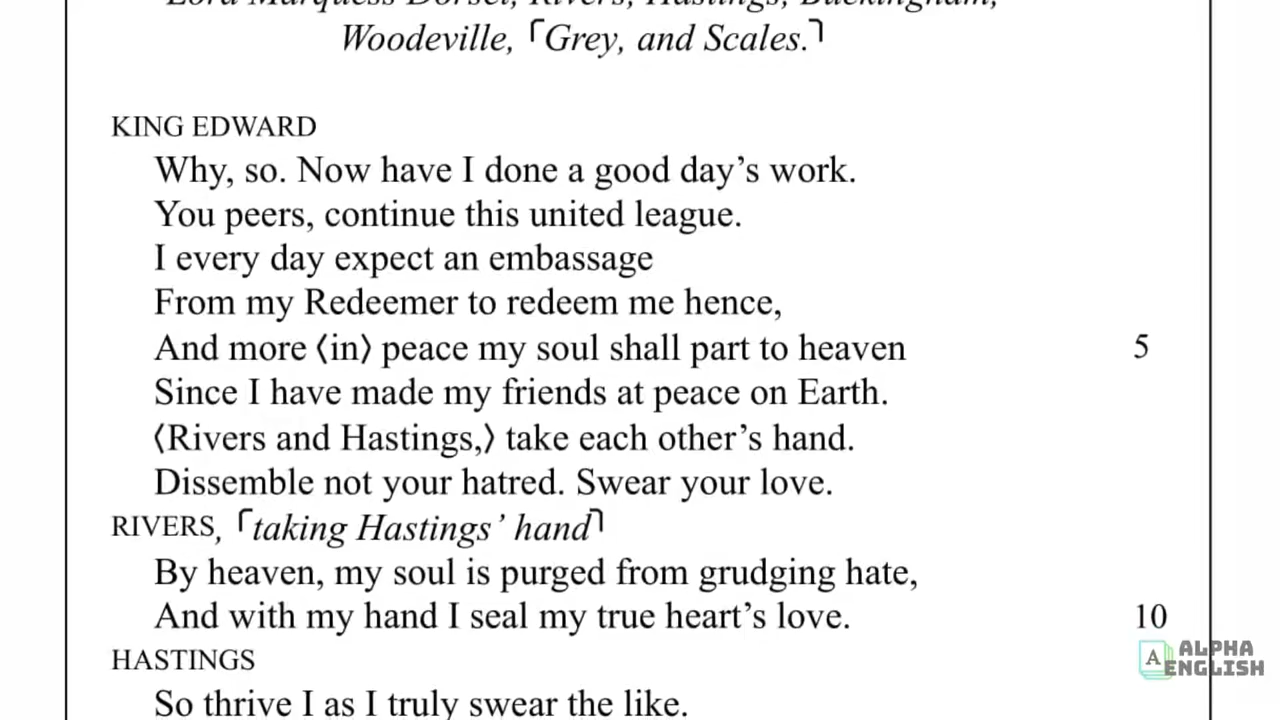 Lord Marquess Dorset, Rivers, Hastings, Buckingham,
Woodeville, ⌜Grey, and Scales.⌝
KING EDWARD
Why, so. Now have I done a good day’s work.
You peers, continue this united league.
I every day expect an embassage
From my Redeemer to redeem me hence,
And more ⟨in⟩ peace my soul shall part to heaven 5
Since I have made my friends at peace on Earth.
⟨Rivers and Hastings,⟩ take each other’s hand.
Dissemble not your hatred. Swear your love.
RIVERS, ⌜taking Hastings’ hand⌝
By heaven, my soul is purged from grudging hate,
And with my hand I seal my true heart’s love. 10
HASTINGS
So thrive I as I truly swear the like.
A ALPHA
ENGLISH